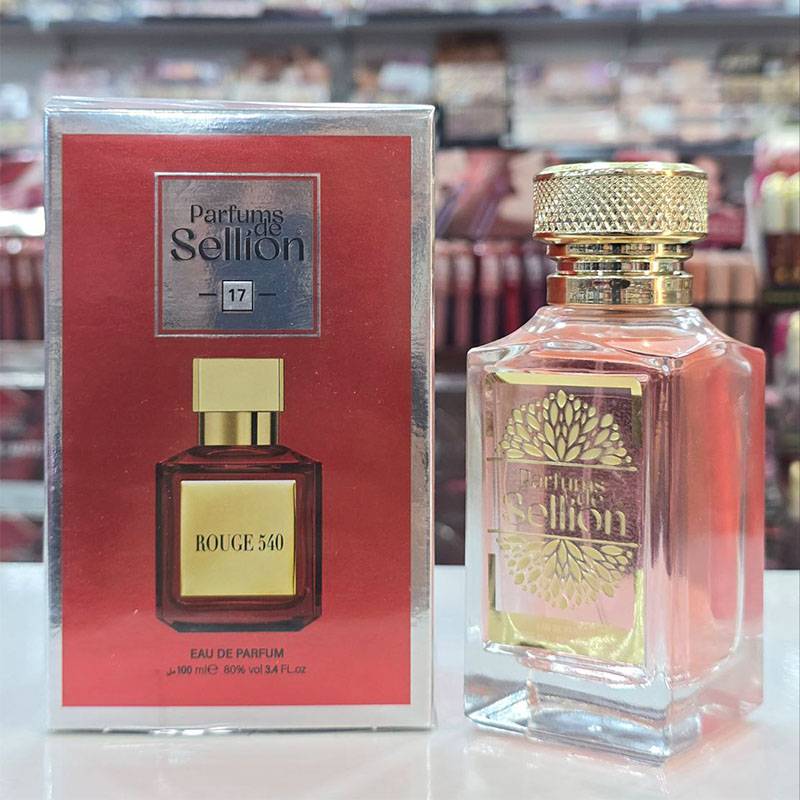 Parfums
de
Sellion
17
ROUGE 540
EAU DE PARFUM
100 ml℮ 80% vol 3.4 FL.oz مل
Parfums
de
Sellion